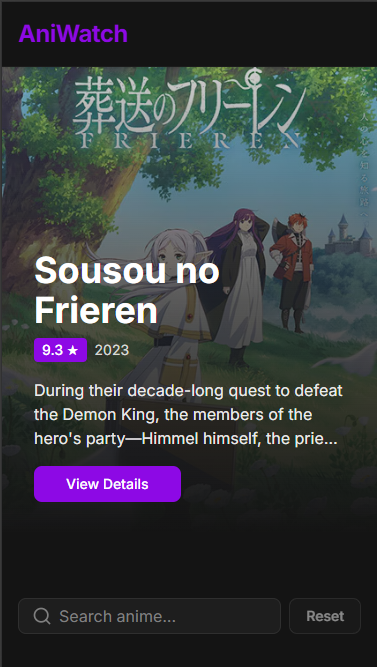 AniWatch
葬送のフリーレン
FRIEREN
Sousou no
Frieren
9.3 ★ 2023
During their decade-long quest to defeat
the Demon King, the members of the
hero's party—Himmel himself, the prie...
View Details
Search anime...
Reset